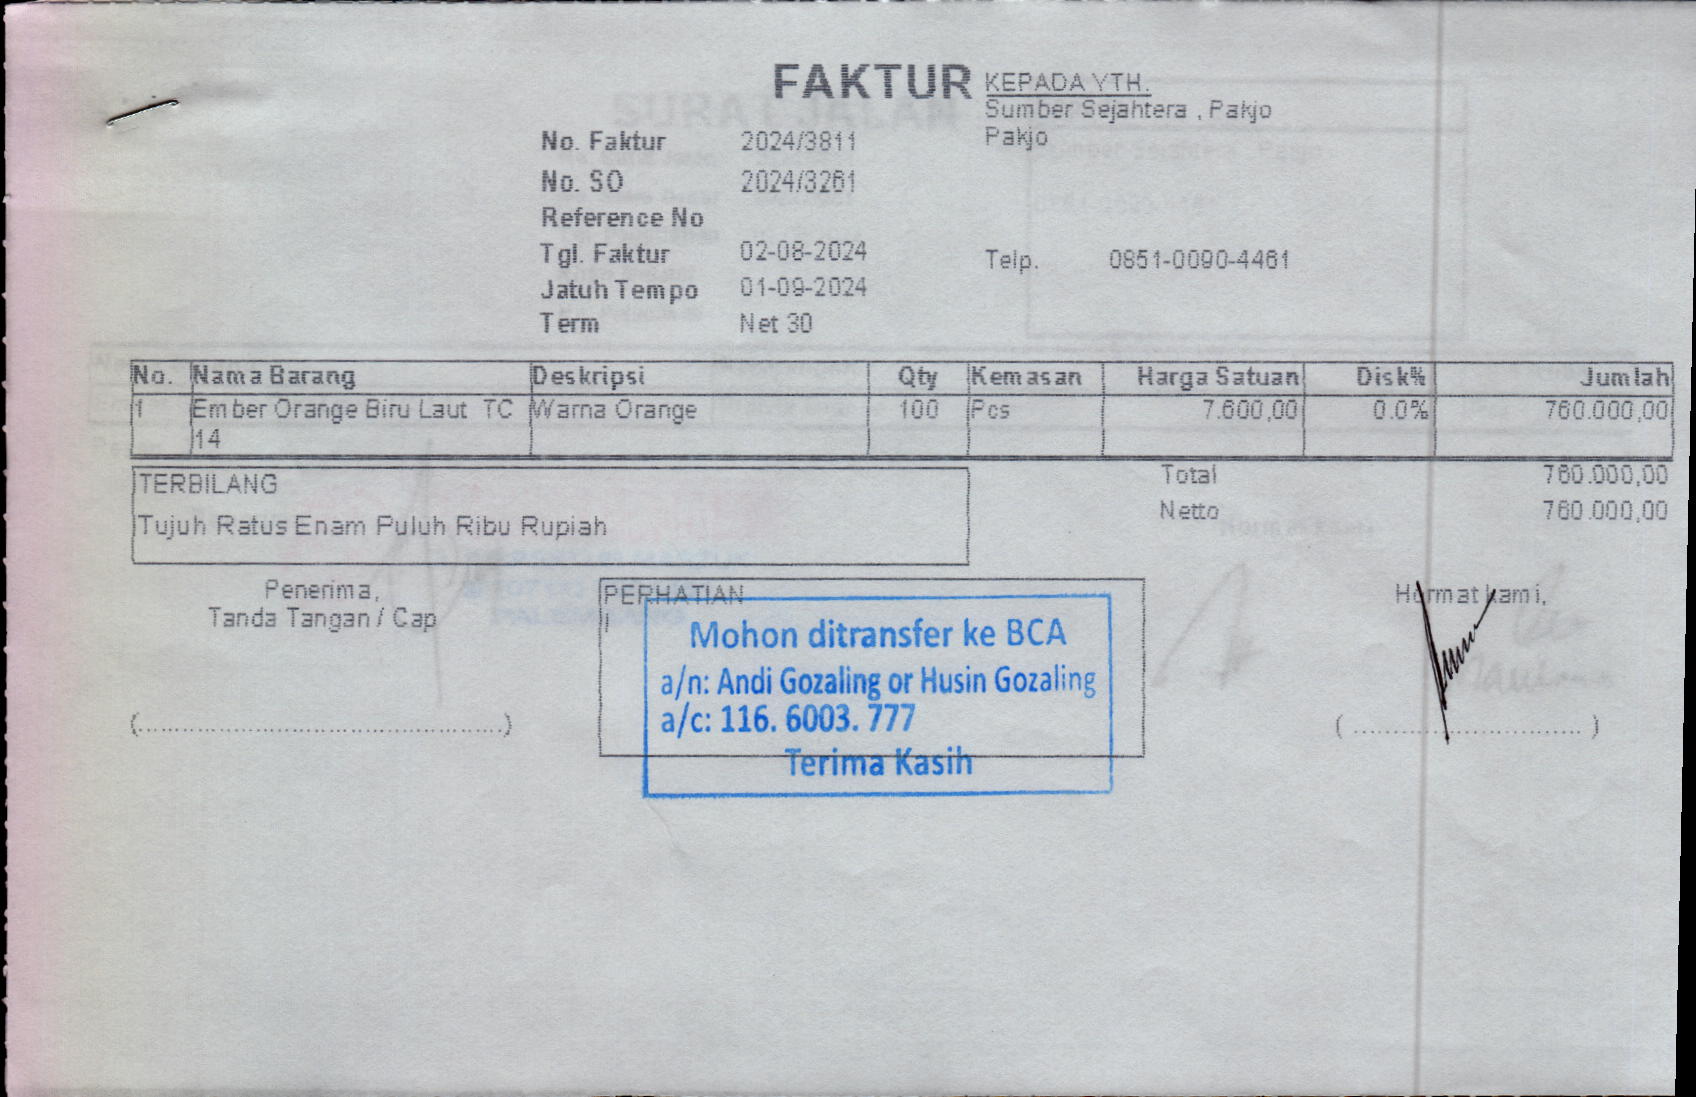 FAKTUR
KEPADA YTH.
Sumber Sejahtera , Pakjo
Pakjo
No. Faktur 2024/3811
No. SO 2024/3261
Reference No
Tgl. Faktur 02-08-2024
Telp. 0851-0090-4461
Jatuh Tempo 01-09-2024
Term Net 30
No. Nama Barang Deskripsi Qty Kemasan Harga Satuan Disk% Jumlah
1 Ember Orange Biru Laut TC Warna Orange 100 Pcs 7.600,00 0.0% 760.000,00
14
Total 760.000,00
TERBILANG
Netto 760.000,00
Tujuh Ratus Enam Puluh Ribu Rupiah
Penerima,
Tanda Tangan / Cap
PERHATIAN
Mohon ditransfer ke BCA
a/n: Andi Gozaling or Husin Gozaling
a/c: 116. 6003. 777
Terima Kasih
Hormat kami,
(................................................)
( .............................. )